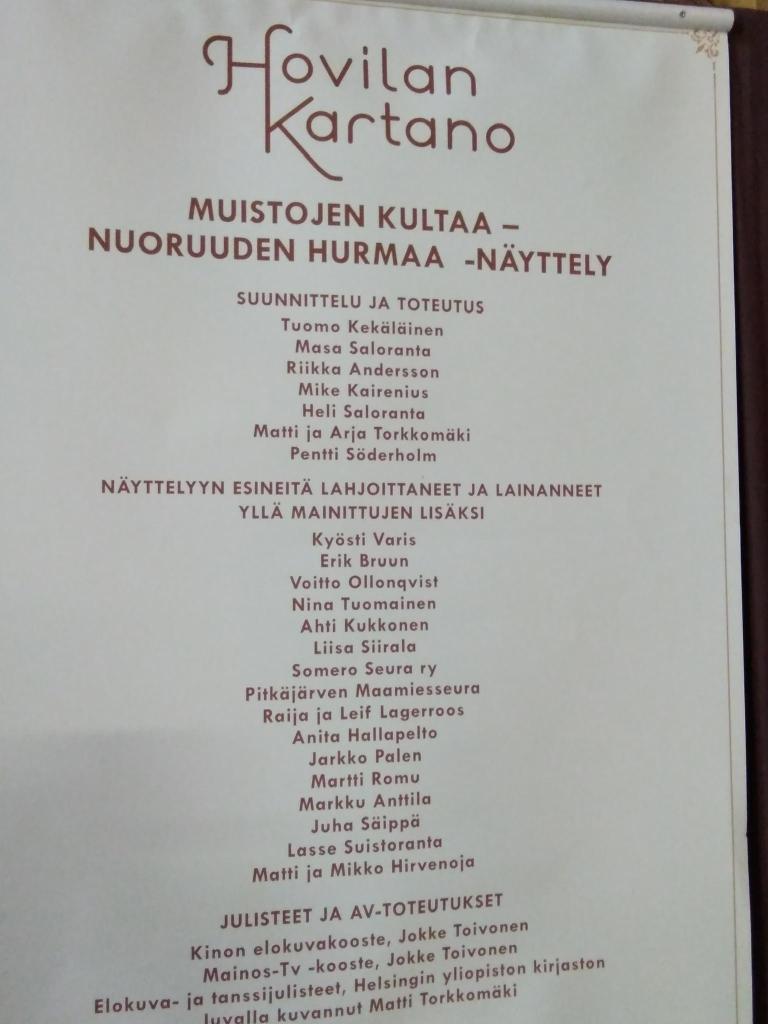 Hovilan
Kartano
MUISTOJEN KULTAA –
NUORUUDEN HURMAA -NÄYTTELY
SUUNNITTELU JA TOTEUTUS
Tuomo Kekäläinen
Masa Saloranta
Riikka Andersson
Mike Kairenius
Heli Saloranta
Matti ja Arja Torkkomäki
Pentti Söderholm
NÄYTTELYYN ESINEITÄ LAHJOITTANEET JA LAINANNEET
YLLÄ MAINITTUJEN LISÄKSI
Kyösti Varis
Erik Bruun
Voitto Ollonqvist
Nina Tuomainen
Ahti Kukkonen
Liisa Siirala
Somero Seura ry
Pitkäjärven Maamiesseura
Raija ja Leif Lagerroos
Anita Hallapelto
Jarkko Palen
Martti Romu
Markku Anttila
Juha Säippä
Lasse Suistoranta
Matti ja Mikko Hirvenoja
JULISTEET JA AV-TOTEUTUKSET
Kinon elokuvakooste, Jokke Toivonen
Mainos-Tv -kooste, Jokke Toivonen
Elokuva- ja tanssijulisteet, Helsingin yliopiston kirjaston
luvalla kuvannut Matti Torkkomäki